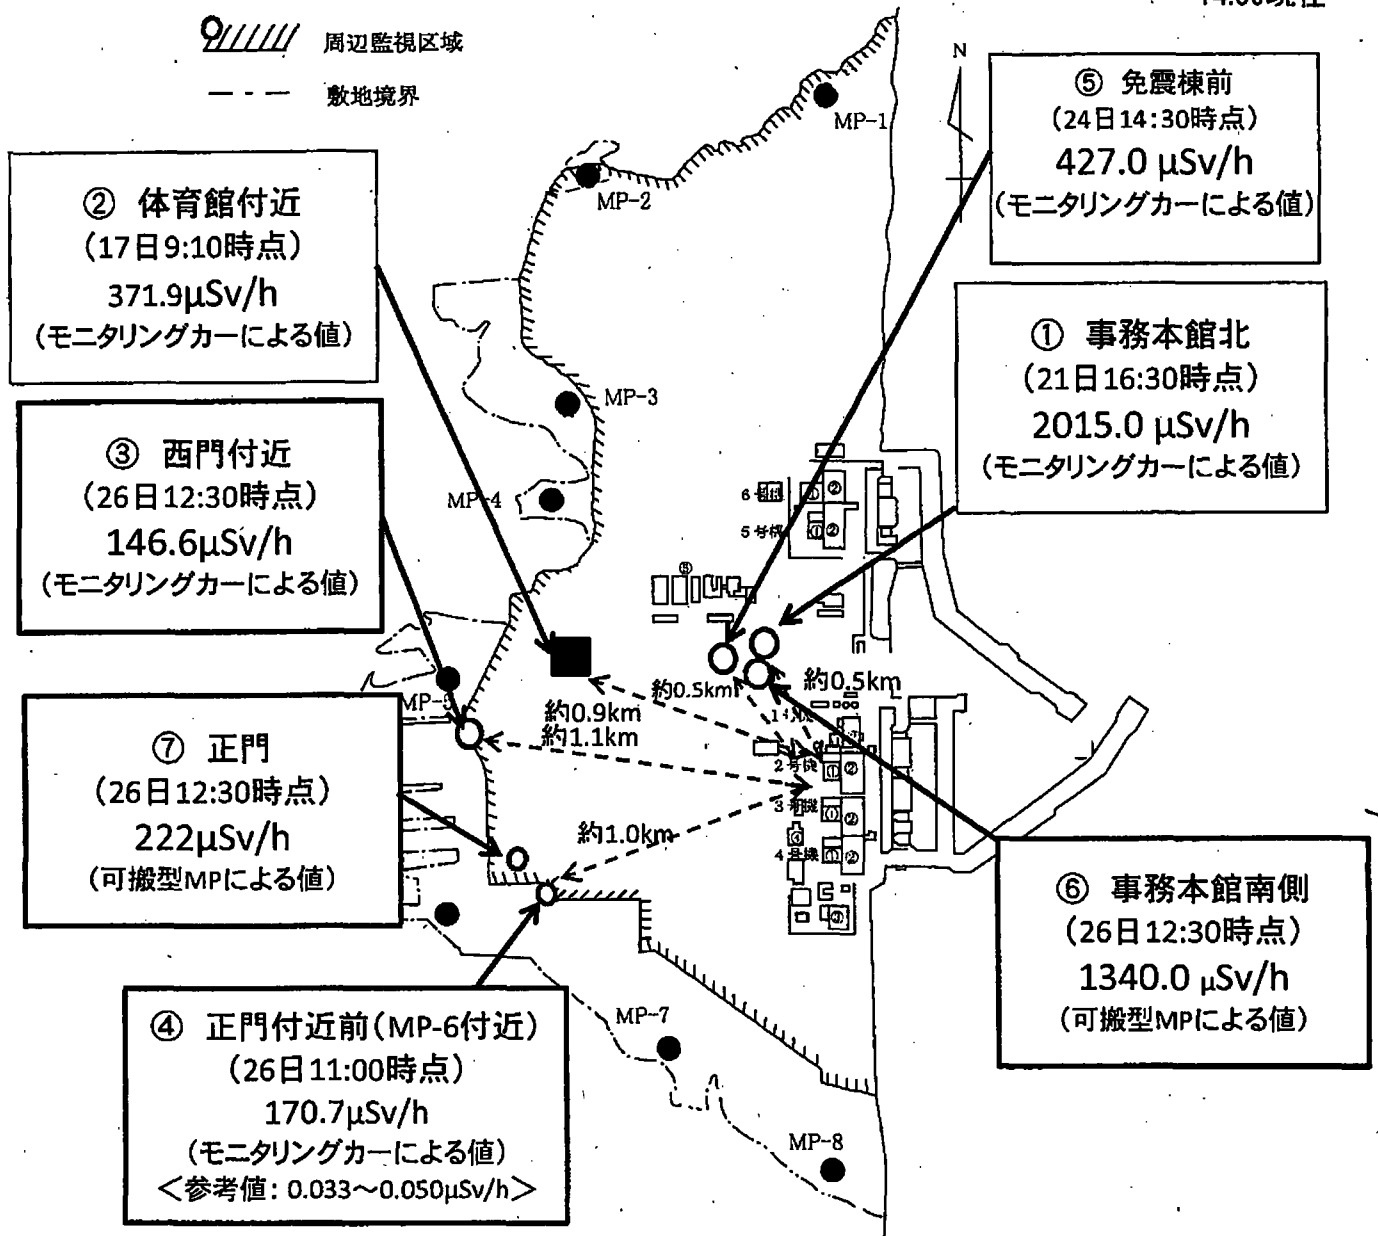 周辺監視区域
敷地境界
N
⑤ 免震棟前
(24日14:30時点)
427.0 μSv/h
(モニタリングカーによる値)
MP-1
MP-2
② 体育館付近
(17日9:10時点)
371.9μSv/h
(モニタリングカーによる値)
① 事務本館北
(21日16:30時点)
2015.0 μSv/h
(モニタリングカーによる値)
MP-3
③ 西門付近
(26日12:30時点)
146.6μSv/h
(モニタリングカーによる値)
MP-4
5号機
約0.5km
約0.5km
約0.9km
約1.1km
⑦ 正門
(26日12:30時点)
222μSv/h
(可搬型MPによる値)
2号機
3号機
4号機
約1.0km
⑥ 事務本館南側
(26日12:30時点)
1340.0 μSv/h
(可搬型MPによる値)
④ 正門付近前(MP-6付近)
(26日11:00時点)
170.7μSv/h
(モニタリングカーによる値)
<参考値: 0.033～0.050μSv/h>
MP-7
MP-8